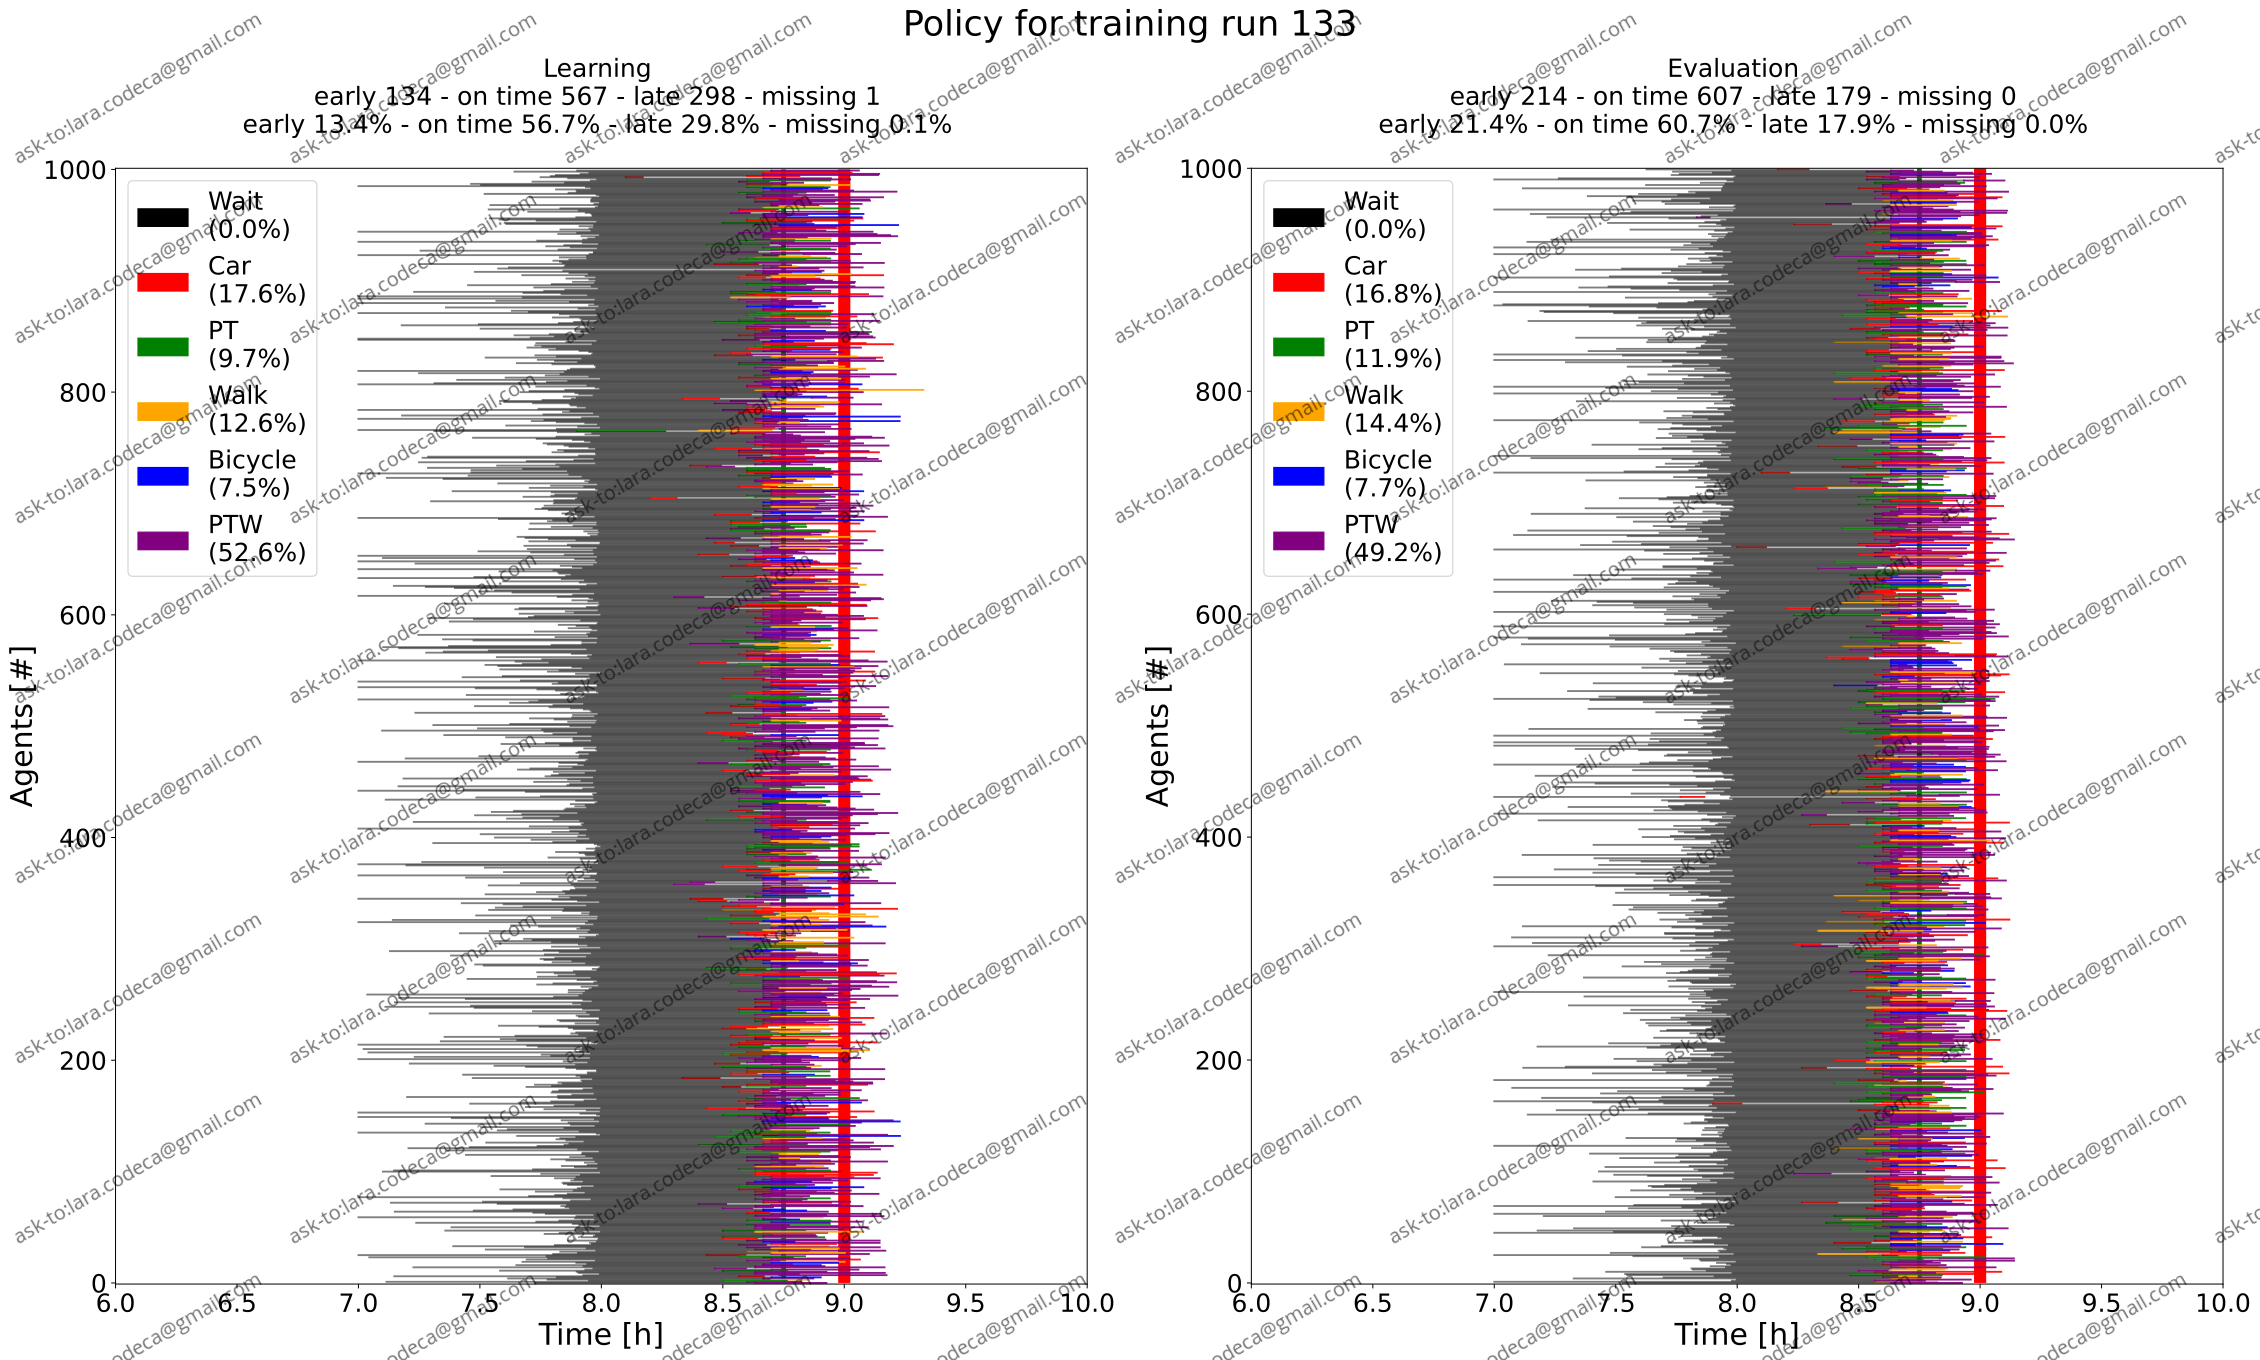 Policy for training run 133
Learning
early 134 - on time 567 - late 298 - missing 1
early 13.4% - on time 56.7% - late 29.8% - missing 0.1%
1000
800
600
400
200
0
Agents [#]
Wait
(0.0%)
Car
(17.6%)
PT
(9.7%)
Walk
(12.6%)
Bicycle
(7.5%)
PTW
(52.6%)
6.0 6.5 7.0 7.5 8.0 8.5 9.0 9.5 10.0
Time [h]
Evaluation
early 214 - on time 607 - late 179 - missing 0
early 21.4% - on time 60.7% - late 17.9% - missing 0.0%
1000
800
600
400
200
0
Agents [#]
Wait
(0.0%)
Car
(16.8%)
PT
(11.9%)
Walk
(14.4%)
Bicycle
(7.7%)
PTW
(49.2%)
6.0 6.5 7.0 7.5 8.0 8.5 9.0 9.5 10.0
Time [h]
ask-to:lara.codeca@gmail.com